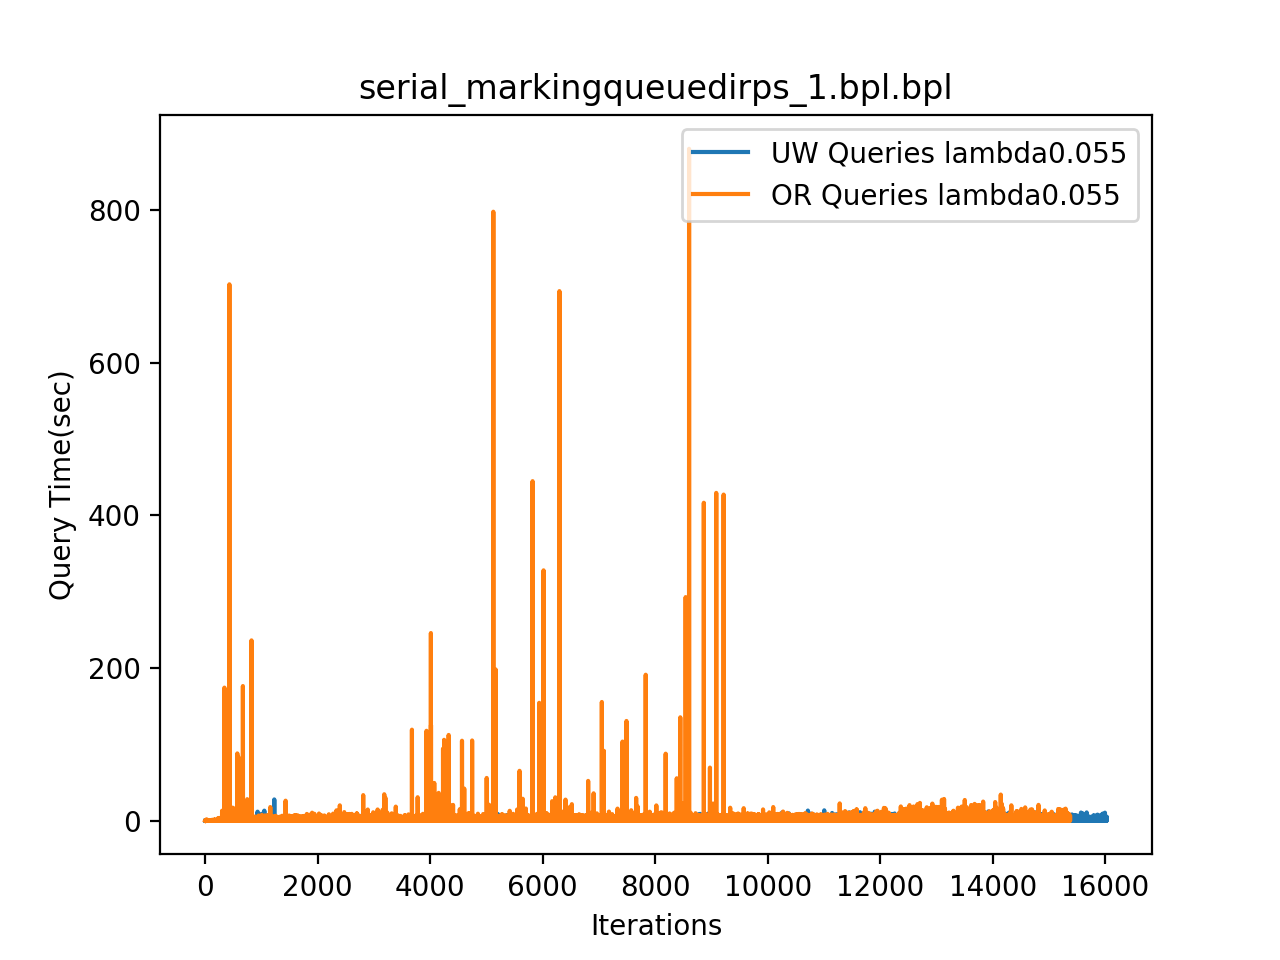 serial_markingqueuedirps_1.bpl.bpl
UW Queries lambda0.055
OR Queries lambda0.055
Query Time(sec)
800
600
400
200
0
0 2000 4000 6000 8000 10000 12000 14000 16000
Iterations